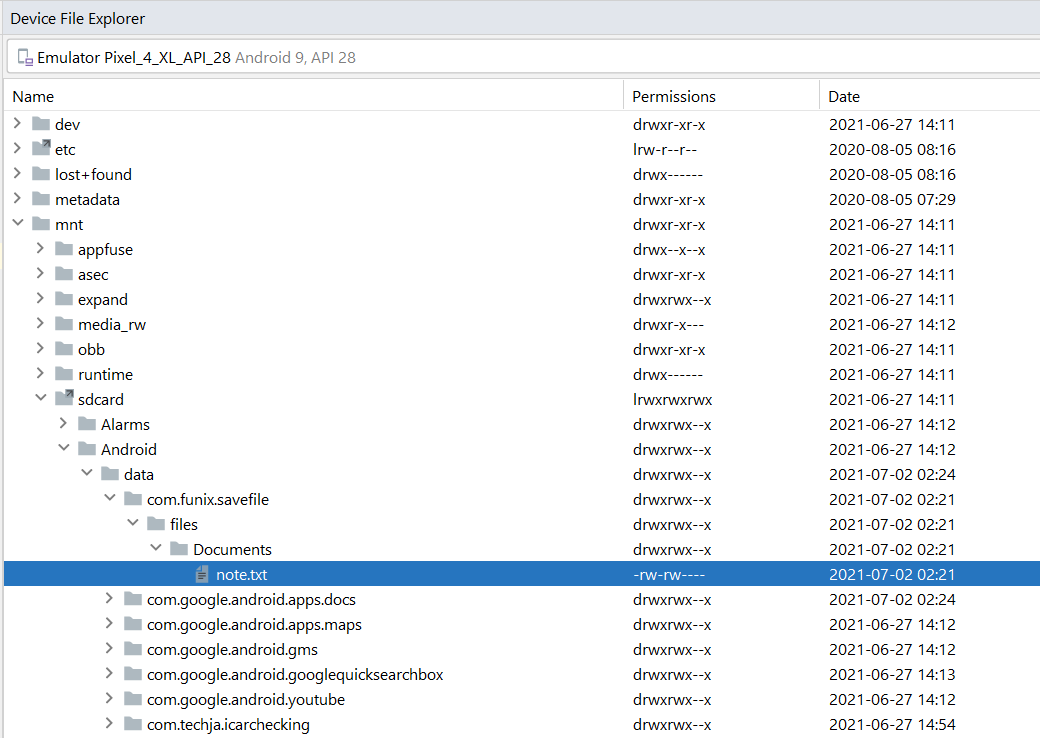 Device File Explorer
Emulator Pixel_4_XL_API_28 Android 9, API 28
Name Permissions Date
dev drwxr-xr-x 2021-06-27 14:11
etc lrw-r--r-- 2020-08-05 08:16
lost+found drwx------ 2020-08-05 08:16
metadata drwxr-xr-x 2020-08-05 07:29
mnt drwxr-xr-x 2021-06-27 14:11
appfuse drwx--x--x 2021-06-27 14:11
asec drwxr-xr-x 2021-06-27 14:11
expand drwxrwx--x 2021-06-27 14:11
media_rw drwxr-x--- 2021-06-27 14:12
obb drwxr-xr-x 2021-06-27 14:11
runtime drwx------ 2021-06-27 14:11
sdcard lrwxrwxrwx 2021-06-27 14:11
Alarms drwxrwx--x 2021-06-27 14:12
Android drwxrwx--x 2021-06-27 14:12
data drwxrwx--x 2021-07-02 02:24
com.funix.savefile drwxrwx--x 2021-07-02 02:21
files drwxrwx--x 2021-07-02 02:21
Documents drwxrwx--x 2021-07-02 02:21
note.txt -rw-rw---- 2021-07-02 02:21
com.google.android.apps.docs drwxrwx--x 2021-07-02 02:24
com.google.android.apps.maps drwxrwx--x 2021-06-27 14:12
com.google.android.gms drwxrwx--x 2021-06-27 14:12
com.google.android.googlequicksearchbox drwxrwx--x 2021-06-27 14:13
com.google.android.youtube drwxrwx--x 2021-06-27 14:12
com.techja.icarchecking drwxrwx--x 2021-06-27 14:54